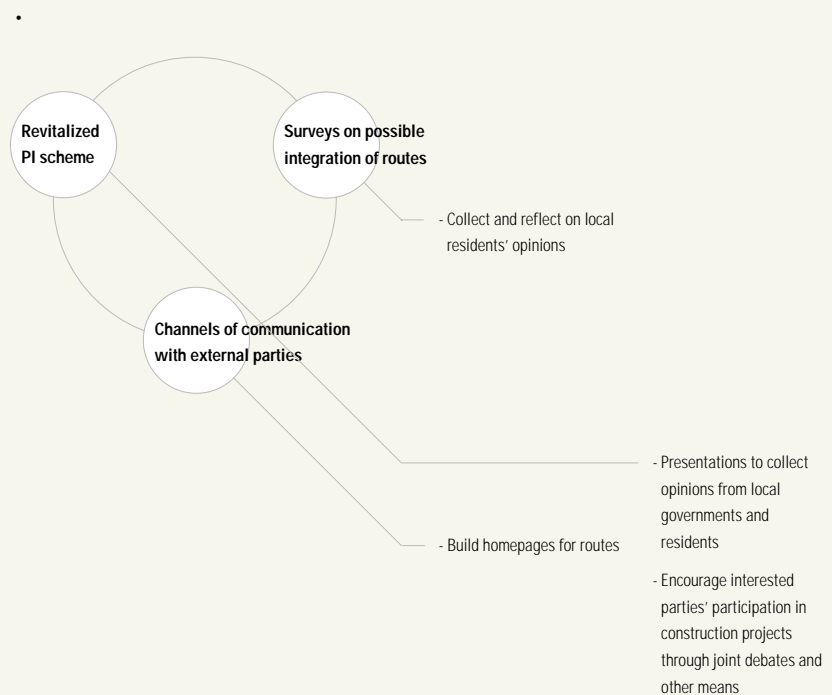 •
Revitalized
PI scheme
Surveys on possible
integration of routes
- Collect and reflect on local
residents' opinions
Channels of communication
with external parties
- Build homepages for routes
- Presentations to collect
opinions from local
governments and
residents
- Encourage interested
parties' participation in
construction projects
through joint debates and
other means